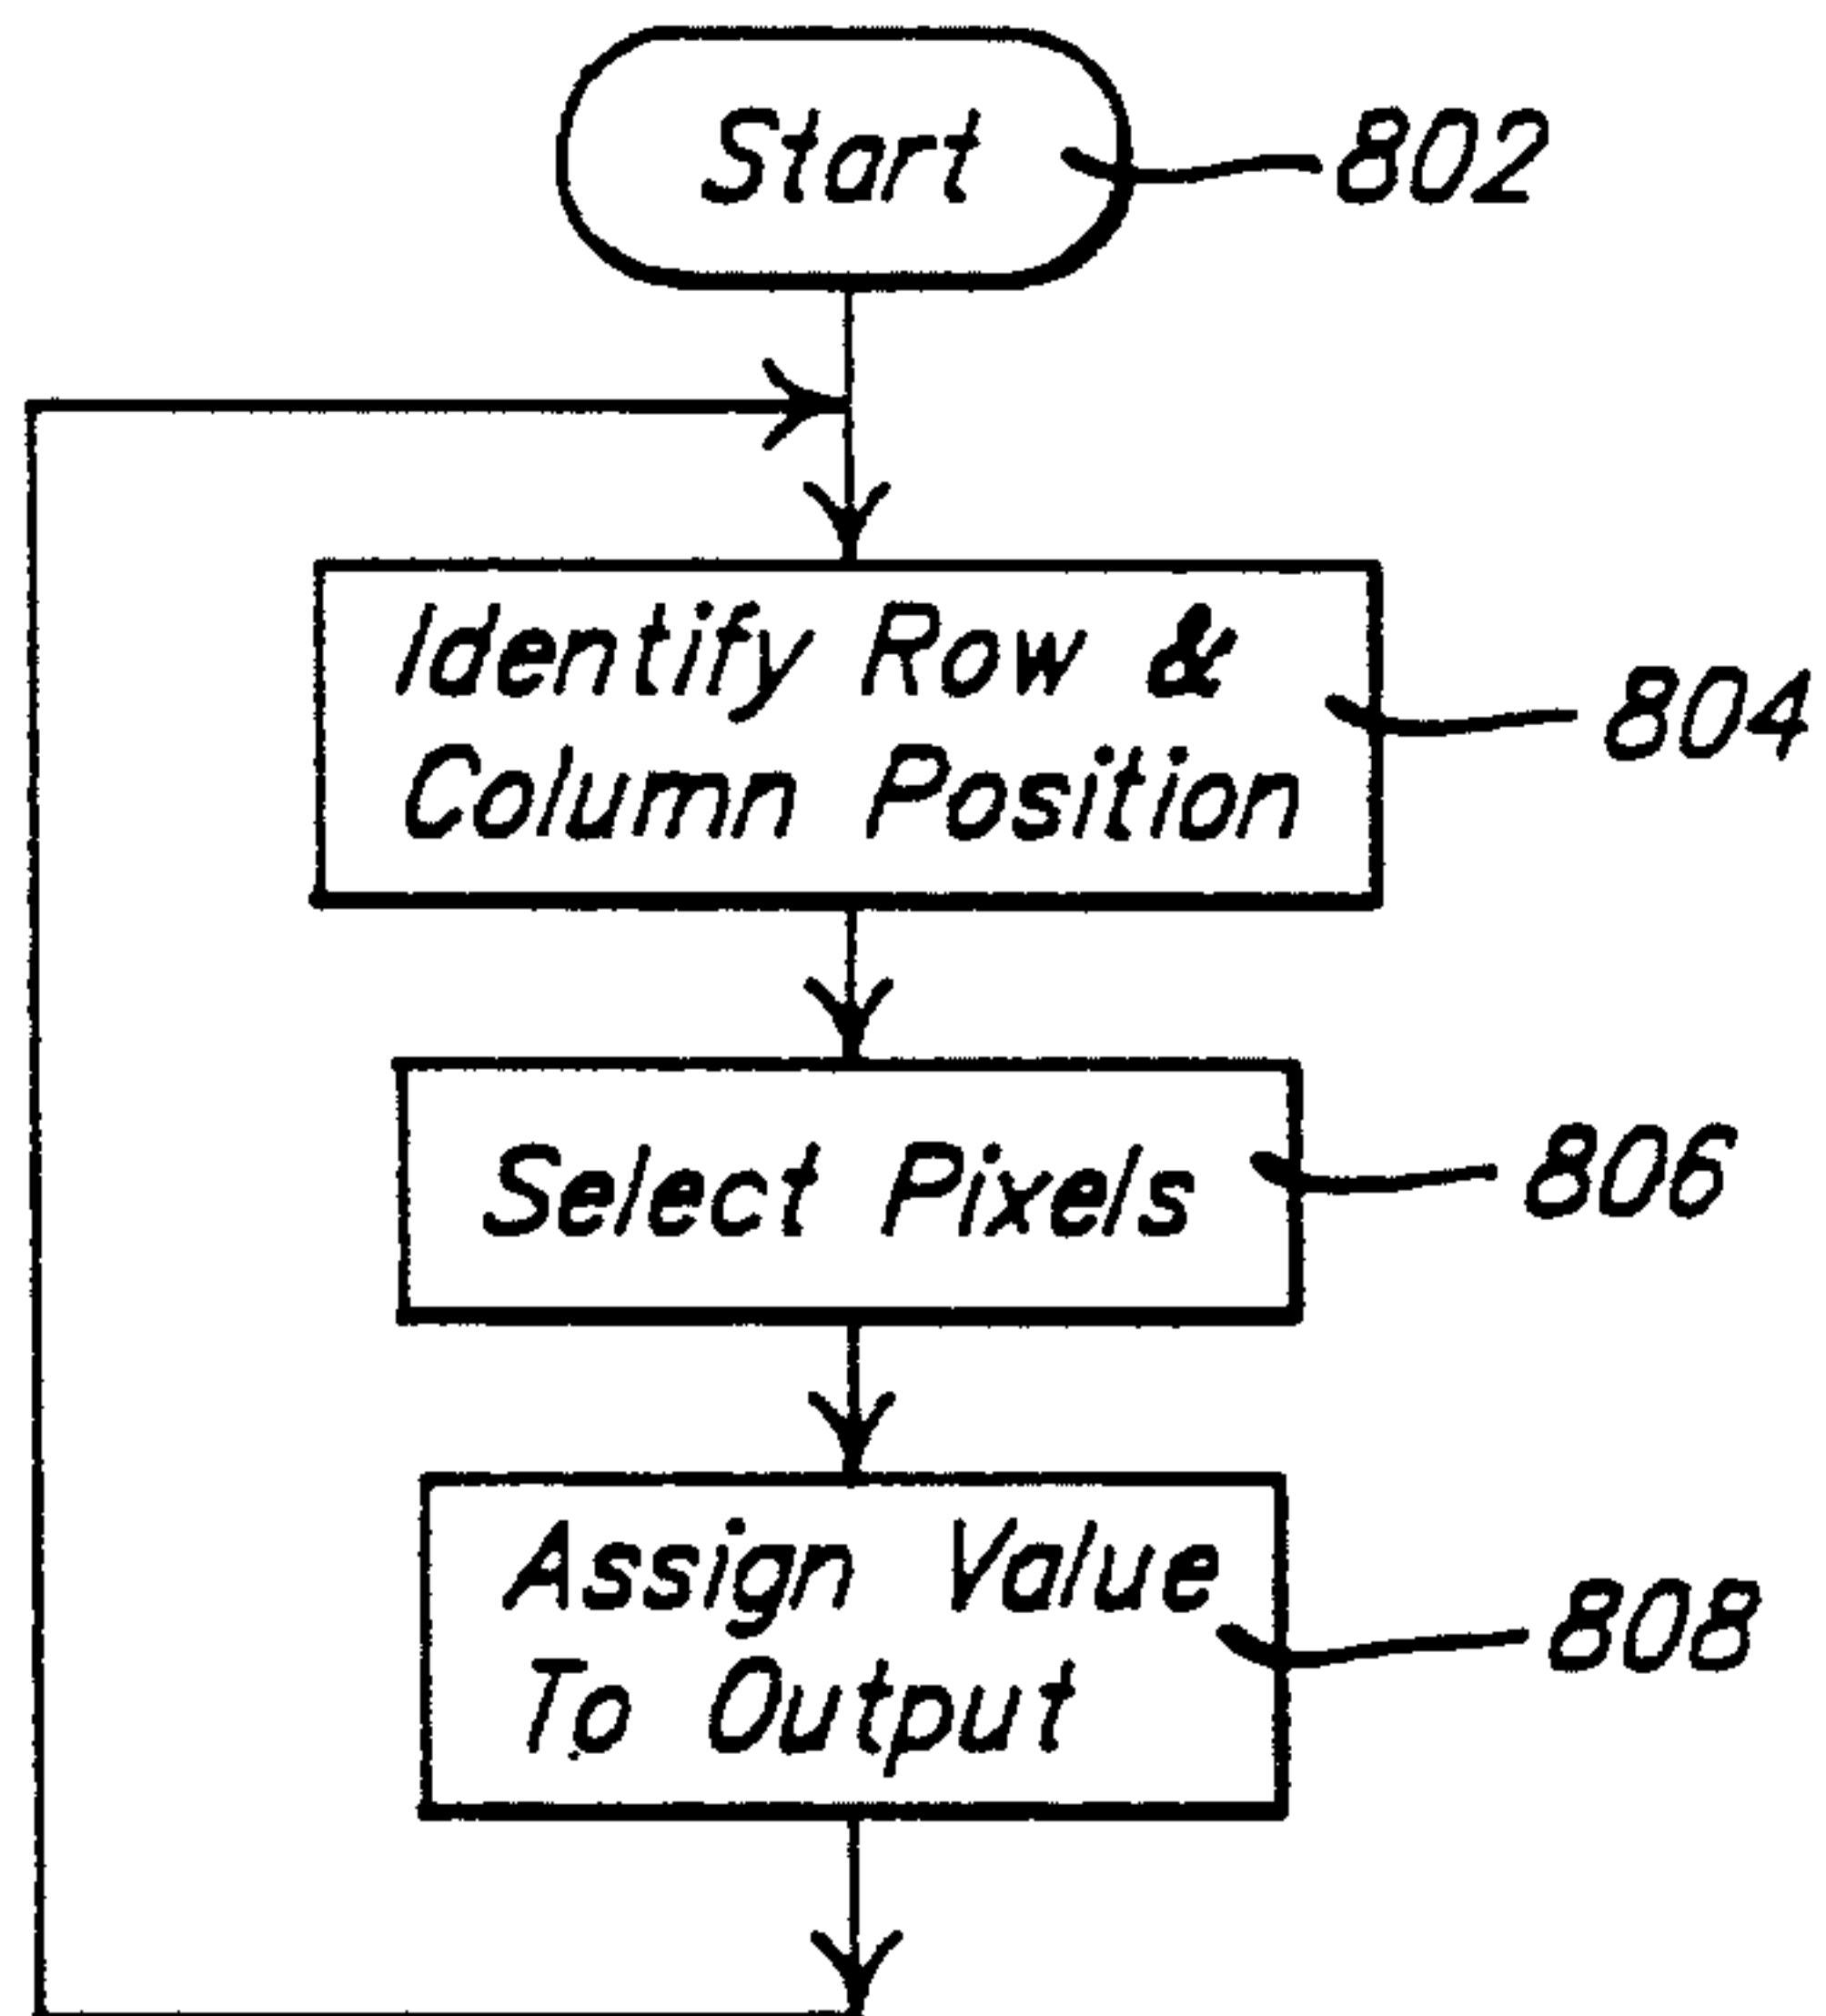 Start
802
Identify Row &
Column Position
804
Select Pixels
806
Assign Value
To Output
808